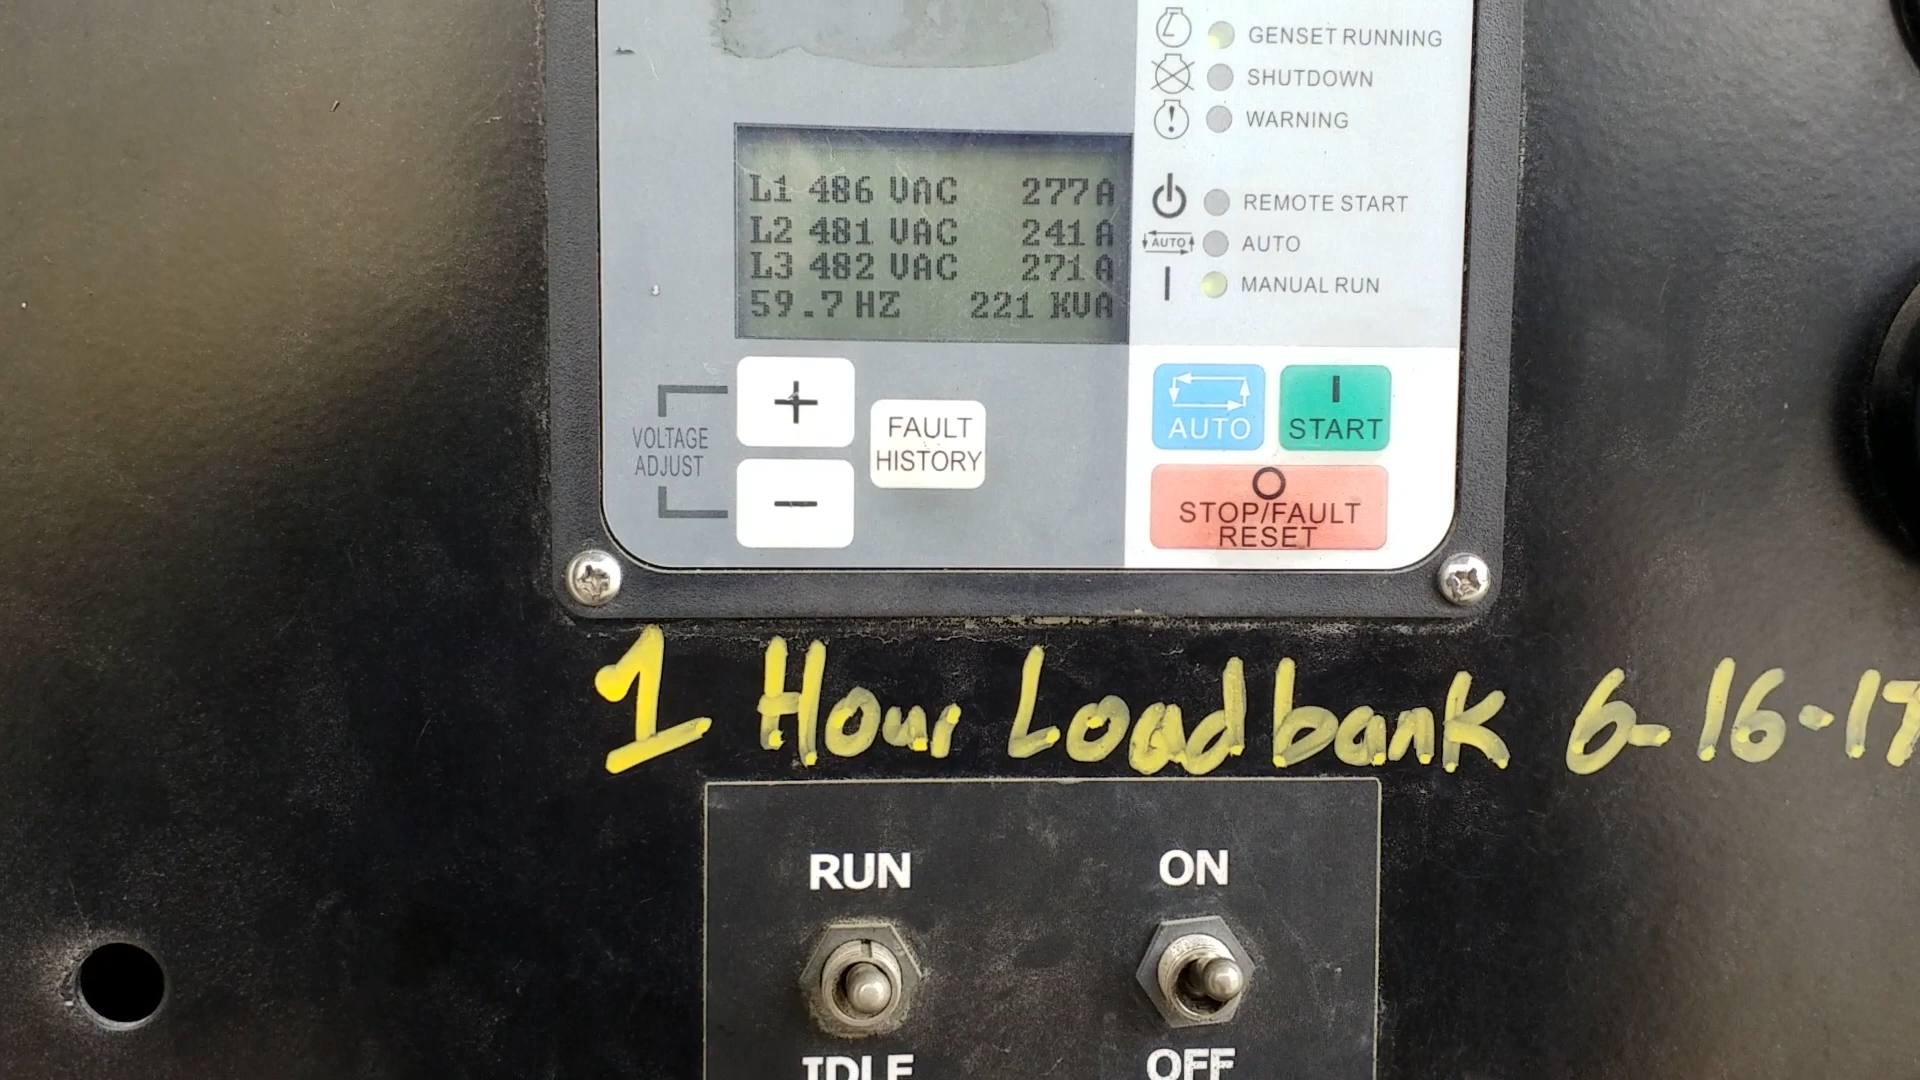 GENSET RUNNING
SHUTDOWN
! WARNING
L1 486 VAC 277A
L2 481 VAC 241A
L3 482 VAC 271A
59.7 HZ 221 KVA
REMOTE START
AUTO AUTO
MANUAL RUN
VOLTAGE
ADJUST
+
−
FAULT
HISTORY
AUTO
START
STOP/FAULT
RESET
1 Hour Loadbank 6-16-17
RUN
ON
IDLE
OFF